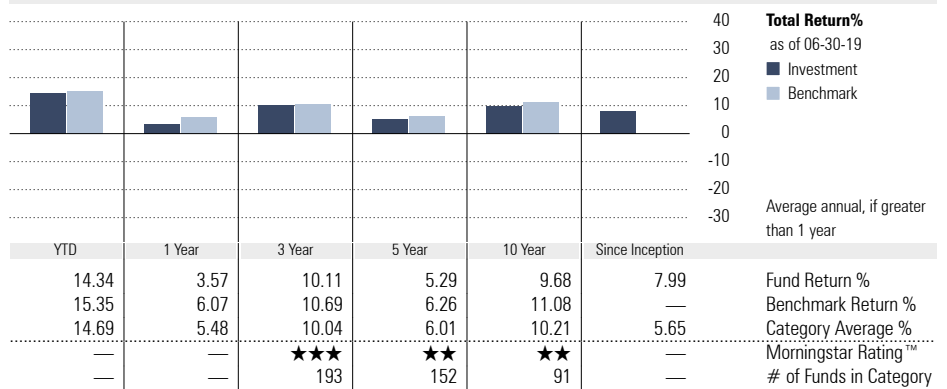 40
30
20
10
0
-10
-20
-30
Total Return%
as of 06-30-19
Investment
Benchmark
Average annual, if greater
than 1 year
YTD 1 Year 3 Year 5 Year 10 Year Since Inception
14.34 3.57 10.11 5.29 9.68 7.99 Fund Return %
15.35 6.07 10.69 6.26 11.08 — Benchmark Return %
14.69 5.48 10.04 6.01 10.21 5.65 Category Average %
— — ★★★ ★★ ★★ — Morningstar Rating™
— — 193 152 91 — # of Funds in Category